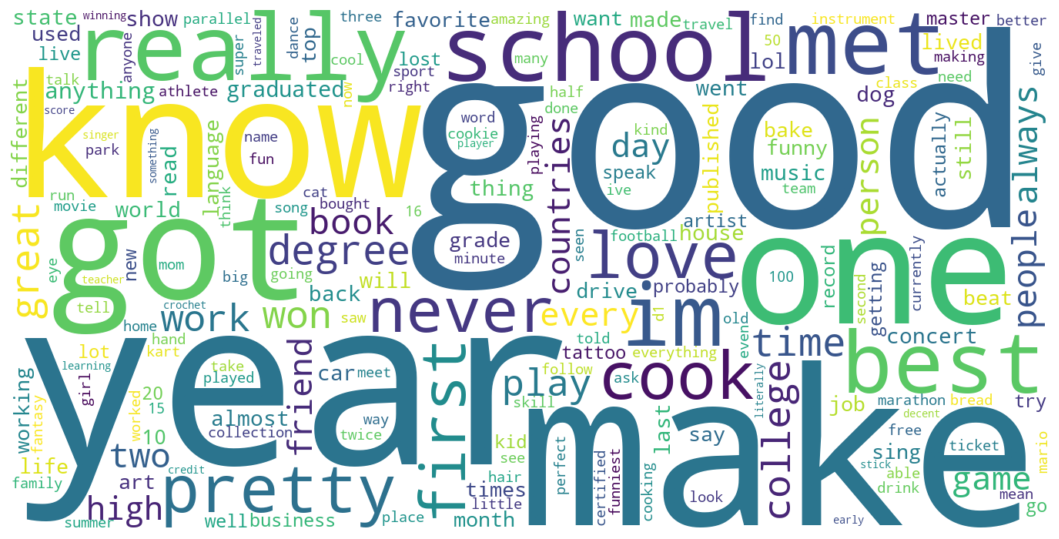 state parallel three favorite want made amazing travel find instrument master winning
used really school met better
live show anyone super traveled dance top cool lost many lol 50 lived making
anything athlete graduated sport right went dog class need give
talk now half done
score know good
different singer park name fun word cookie player playing kind bake funny actually still always
something read language day speak published person
run cat thing countries ive music team
movie world think song bought 16 artist people
great got book grade minute love football house one
eye mom new big degree seen record
teacher going will drive probably 100 second getting currently beat
tell crochet back never every im d1 old
home work won saw told even time concert
hand kart first tattoo everything best
year lot girl learning take played friend car meet play follow ask cook college literally job marathon bread try
working fantasy 20 15 worked almost way skill decent
10 collection twice kid last say sing free ticket mario
life two see perfect able game
family art credit pretty hair times little certified funniest cooking look make stick drink mean
high summer well business place month early go